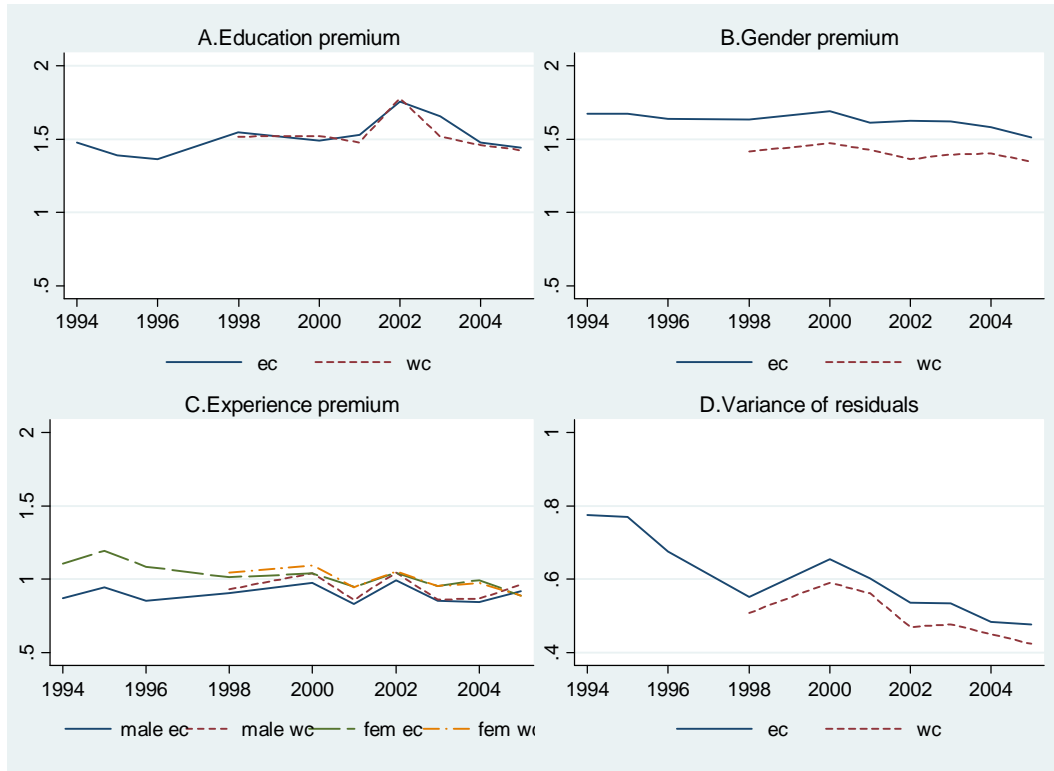 A.Education premium
2
1.5
1
.5
1994 1996 1998 2000 2002 2004
ec wc
B.Gender premium
2
1.5
1
.5
1994 1996 1998 2000 2002 2004
ec wc
C.Experience premium
2
1.5
1
.5
1994 1996 1998 2000 2002 2004
male ec male wc fem ec fem wc
D.Variance of residuals
1
.8
.6
.4
1994 1996 1998 2000 2002 2004
ec wc